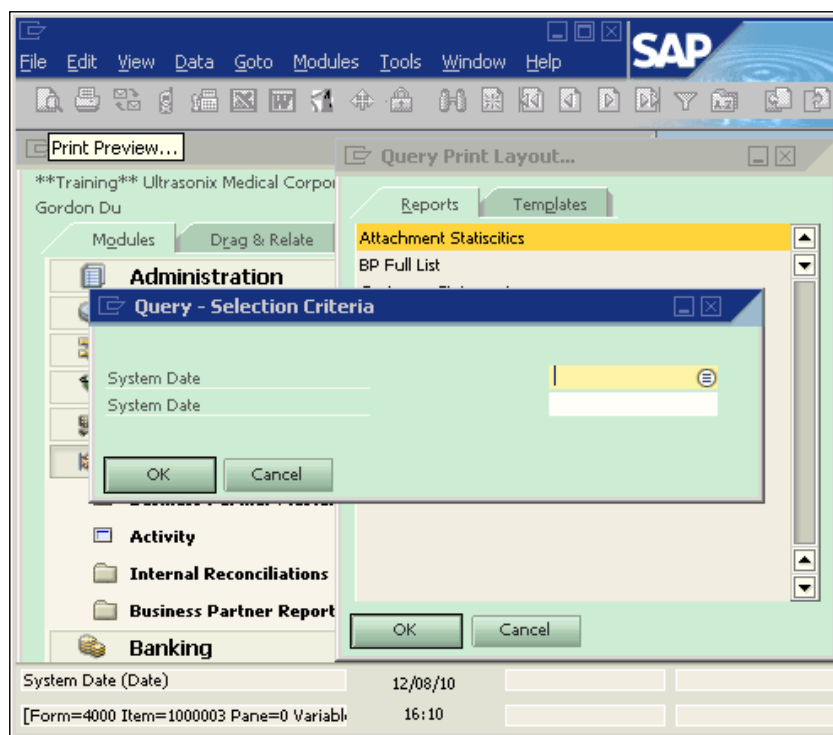 SAP
File Edit View Data Goto Modules Tools Window Help
Print Preview...
Query Print Layout...
**Training** Ultrasonix Medical Corpor
Gordon Du
Reports Templates
Modules Drag & Relate
Attachment Statiscitics
BP Full List
Administration
Query - Selection Criteria
System Date
System Date
OK Cancel
Activity
Internal Reconciliations
Business Partner Report
OK Cancel
Banking
System Date (Date) 12/08/10
[Form=4000 Item=1000003 Pane=0 Variabl 16:10